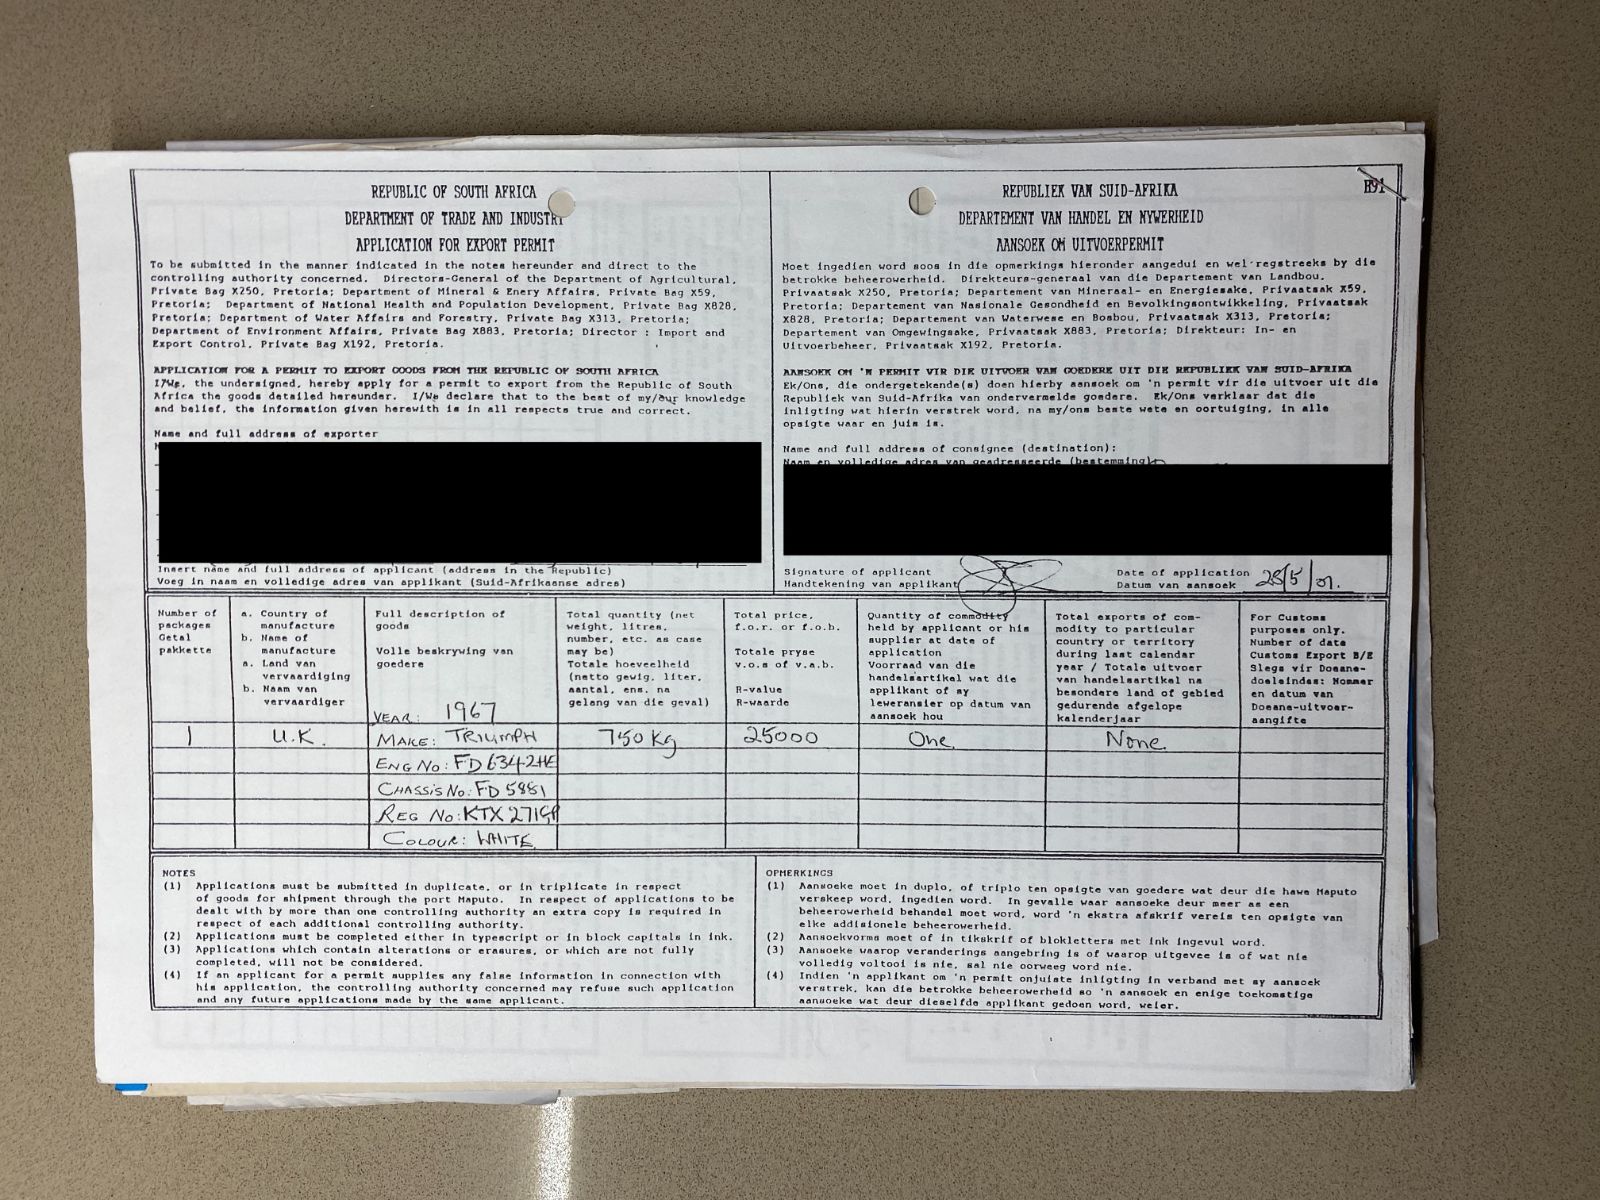 H91
REPUBLIC OF SOUTH AFRICA
DEPARTMENT OF TRADE AND INDUSTRY
APPLICATION FOR EXPORT PERMIT
To be submitted in the manner indicated in the notes hereunder and direct to the
controlling authority concerned. Directors-General of the Department of Agricultural,
Private Bag X250, Pretoria; Department of Mineral & Enery Affairs, Private Bag X59,
Pretoria; Department of National Health and Population Development, Private Bag X828,
Pretoria; Department of Water Affairs and Forestry, Private Bag X313, Pretoria;
Department of Environment Affairs, Private Bag X883, Pretoria; Director : Import and
Export Control, Private Bag X192, Pretoria.
APPLICATION FOR A PERMIT TO EXPORT GOODS FROM THE REPUBLIC OF SOUTH AFRICA
I/We, the undersigned, hereby apply for a permit to export from the Republic of South
Africa the goods detailed hereunder. I/We declare that to the best of my/our knowledge
and belief, the information given herewith is in all respects true and correct.
Name and full address of exporter
Insert name and full address of applicant (address in the Republic)
Voeg in naam en volledige adres van applikant (Suid-Afrikaanse adres)
REPUBLIEK VAN SUID-AFRIKA
DEPARTEMENT VAN HANDEL EN NYWERHEID
AANSOEK OM UITVOERPERMIT
Moet ingedien word soos in die opmerkings hieronder aangedui en wel regstreeks by die
betrokke beheerowerheid. Direkteurs-generaal van die Departement van Landbou,
Privaatsak X250, Pretoria; Departement van Mineraal- en Energiesake, Privaatsak X59,
Pretoria; Departement van Nasionale Gesondheid en Bevolkingsontwikkeling, Privaatsak
X828, Pretoria; Departement van Waterwese en Bosbou, Privaatsak X313, Pretoria;
Departement van Omgewingsake, Privaatsak X883, Pretoria; Direkteur: In- en
Uitvoerbeheer, Privaatsak X192, Pretoria.
AANSOEK OM 'N PERMIT VIR DIE UITVOER VAN GOEDERE UIT DIE REPUBLIEK VAN SUID-AFRIKA
Ek/Ons, die ondergetekende(s) doen hierby aansoek om 'n permit vir die uitvoer uit die
Republiek van Suid-Afrika van ondervermelde goedere. Ek/Ons verklaar dat die
inligting wat hierin verstrek word, na my/ons beste wete en oortuiging, in alle
opsigte waar en juis is.
Name and full address of consignee (destination):
Naam en volledige adres van geadresseerde (bestemming)
Signature of applicant
Handtekening van applikant
Date of application
Datum van aansoek 28/5/01.
Number of
packages
Getal
pakkette
a. Country of
manufacture
b. Name of
manufacture
a. Land van
vervaardiging
b. Naam van
vervaardiger
Full description of
goods
Volle beskrywing van
goedere
Total quantity (net
weight, litres,
number, etc. as case
may be)
Totale hoeveelheid
(netto gewig, liter,
aantal, ens. na
gelang van die geval)
Total price,
f.o.r. or f.o.b.
Totale pryse
v.o.s of v.a.b.
R-value
R-waarde
Quantity of commodity
held by applicant or his
supplier at date of
application
Voorraad van die
handelsartikel wat die
applikant of sy
lewersnsier op datum van
aansoek hou
Total exports of com-
modity to particular
country or territory
during last calendar
year / Totale uitvoer
van handelsartikel na
besondere land of gebied
gedurende afgelope
kalenderjaar
For Customs
purposes only.
Number of date
Customs Export B/E
Slegs vir Doeane-
doeleindes: Nommer
en datum van
Doeane-uitvoer-
aangifte
YEAR: 1967
1 U.K. MAKE: TRIUMPH 750 Kg 25000 One None
ENG No: FD 6342HE
CHASSIS No: FD 5881
REG No: KTX 271GP
COLOUR: WHITE
NOTES
(1) Applications must be submitted in duplicate, or in triplicate in respect
of goods for shipment through the port Maputo. In respect of applications to be
dealt with by more than one controlling authority an extra copy is required in
respect of each additional controlling authority.
(2) Applications must be completed either in typescript or in block capitals in ink.
(3) Applications which contain alterations or erasures, or which are not fully
completed, will not be considered.
(4) If an applicant for a permit supplies any false information in connection with
his application, the controlling authority concerned may refuse such application
and any future applications made by the same applicant.
OPMERKINGS
(1) Aansoeke moet in duplo, of triplo ten opsigte van goedere wat deur die hawe Maputo
verskeep word, ingedien word. In gevalle waar aansoeke deur meer as een
beheerowerheid behandel moet word, word 'n ekstra afskrif vereis ten opsigte van
elke addisionele beheerowerheid.
(2) Aansoekvorms moet of in tikskrif of blokletters met ink ingevul word.
(3) Aansoeke waarop veranderings aangebring is of waarop uitgevee is of wat nie
volledig voltooi is nie, sal nie oorweeg word nie.
(4) Indien 'n applikant om 'n permit onjuiste inligting in verband met sy aansoek
verstrek, kan die betrokke beheerowerheid so 'n aansoek en enige toekomstige
aansoeke wat deur dieselfde applikant gedoen word, weier.